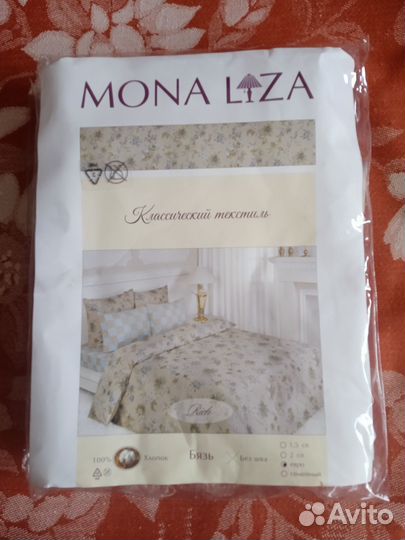 MONA LIZA
Классический текстиль
Rich
100% Хлопок Бязь Без шва
1,5 сп
2 сп
евро
семейный
Avito